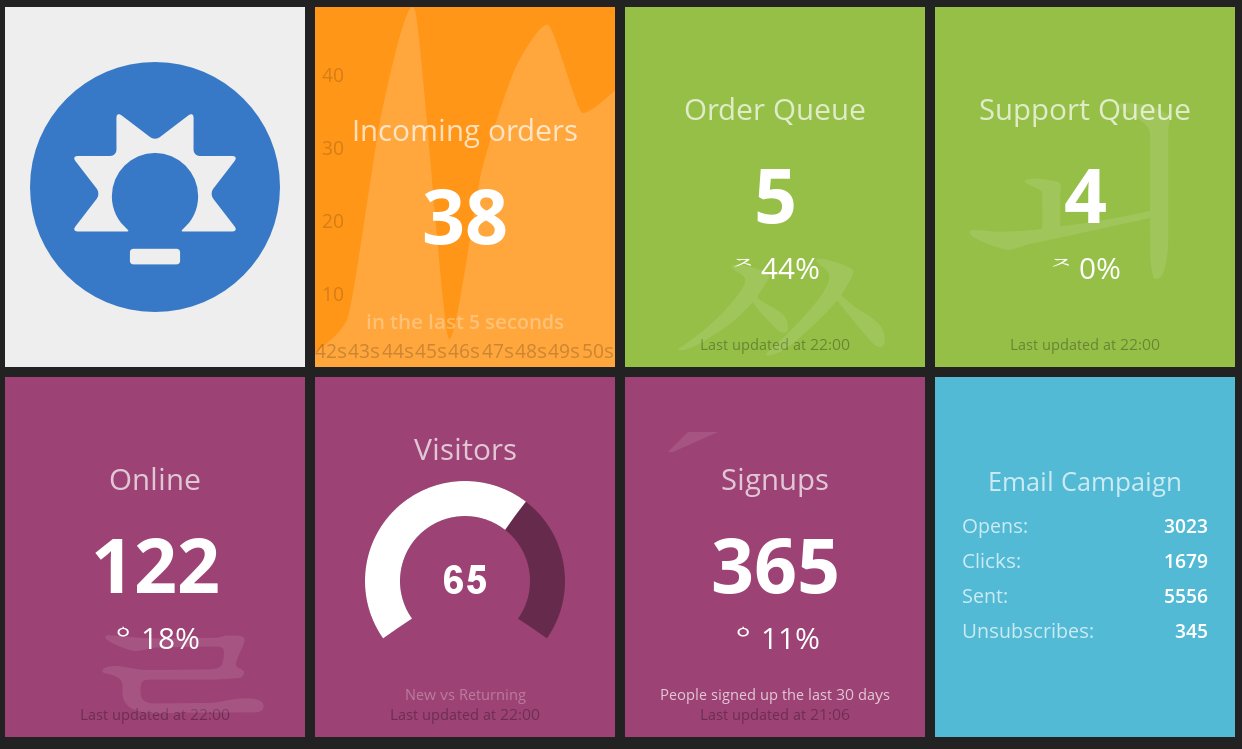 40
30
20
10
Incoming orders
38
in the last 5 seconds
42s 43s 44s 45s 46s 47s 48s 49s 50s
Order Queue
5
44%
Last updated at 22:00
Support Queue
4
0%
Last updated at 22:00
Online
122
18%
Last updated at 22:00
Visitors
65
New vs Returning
Last updated at 22:00
Signups
365
11%
People signed up the last 30 days
Last updated at 21:06
Email Campaign
Opens: 3023
Clicks: 1679
Sent: 5556
Unsubscribes: 345